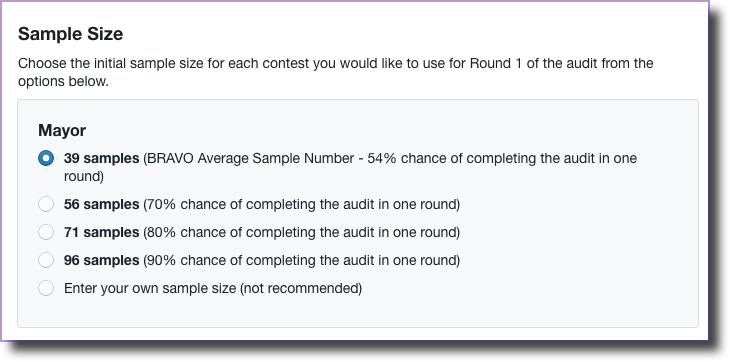 Sample Size
Choose the initial sample size for each contest you would like to use for Round 1 of the audit from the
options below.
Mayor
39 samples (BRAVO Average Sample Number - 54% chance of completing the audit in one
round)
56 samples (70% chance of completing the audit in one round)
71 samples (80% chance of completing the audit in one round)
96 samples (90% chance of completing the audit in one round)
Enter your own sample size (not recommended)